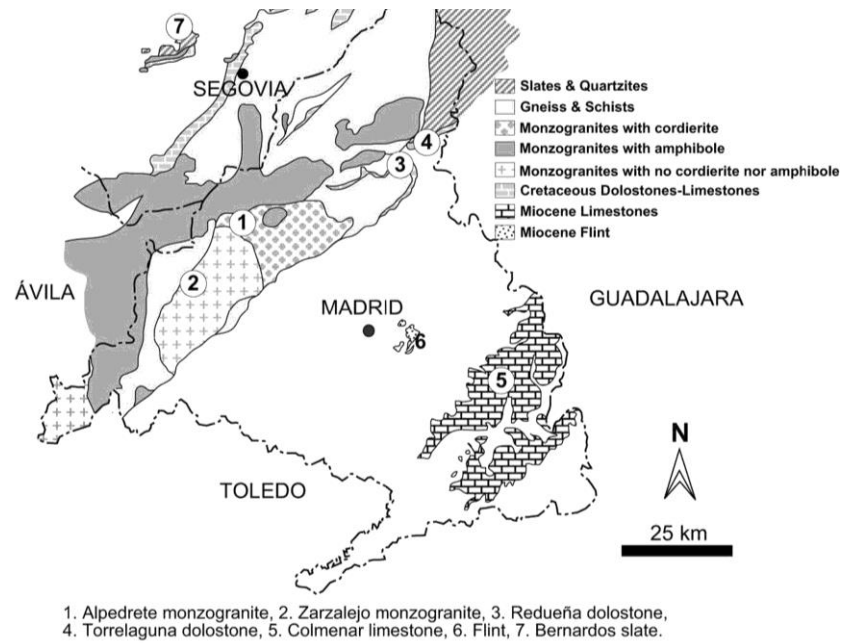 7
SEGOVIA
Slates & Quartzites
Gneiss & Schists
Monzogranites with cordierite
Monzogranites with amphibole
Monzogranites with no cordierite nor amphibole
Cretaceous Dolostones-Limestones
Miocene Limestones
Miocene Flint
4
3
1
2
ÁVILA
MADRID
GUADALAJARA
6
5
N
TOLEDO
25 km
1. Alpedrete monzogranite, 2. Zarzalejo monzogranite, 3. Redueña dolostone,
4. Torrelaguna dolostone, 5. Colmenar limestone, 6. Flint, 7. Bernardos slate.